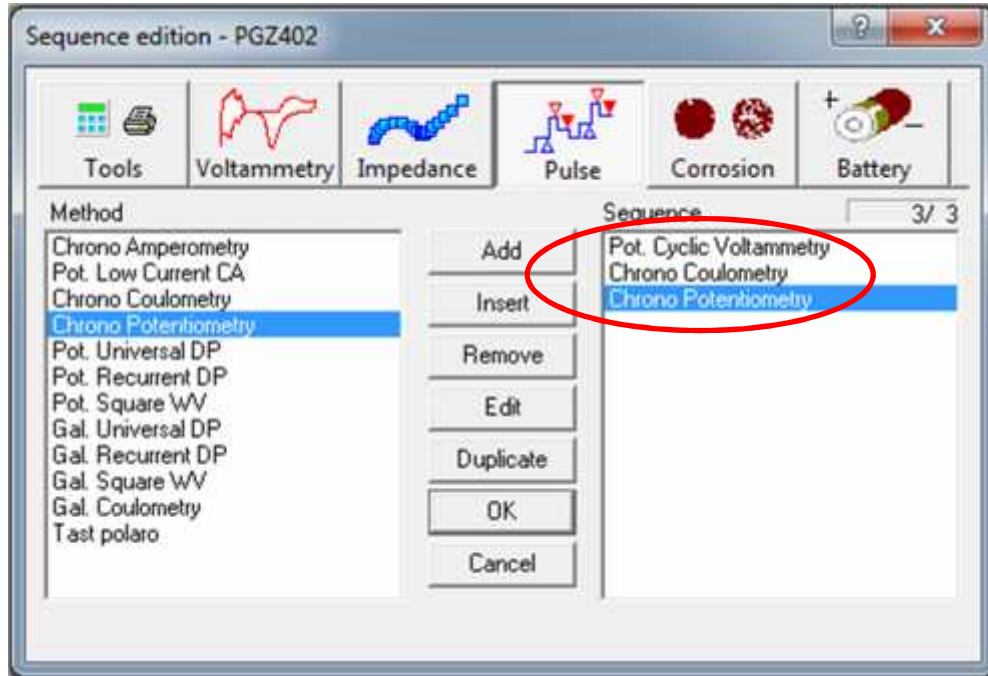 Sequence edition - PGZ402
?
x
Tools
Voltammetry
Impedance
Pulse
Corrosion
+
-
Battery
Method
Chrono Amperometry
Pot. Low Current CA
Chrono Coulometry
Chrono Potentiometry
Pot. Universal DP
Pot. Recurrent DP
Pot. Square WV
Gal. Universal DP
Gal. Recurrent DP
Gal. Square WV
Gal. Coulometry
Tast polaro
Add
Insert
Remove
Edit
Duplicate
OK
Cancel
Sequence
3/ 3
Pot. Cyclic Voltammetry
Chrono Coulometry
Chrono Potentiometry